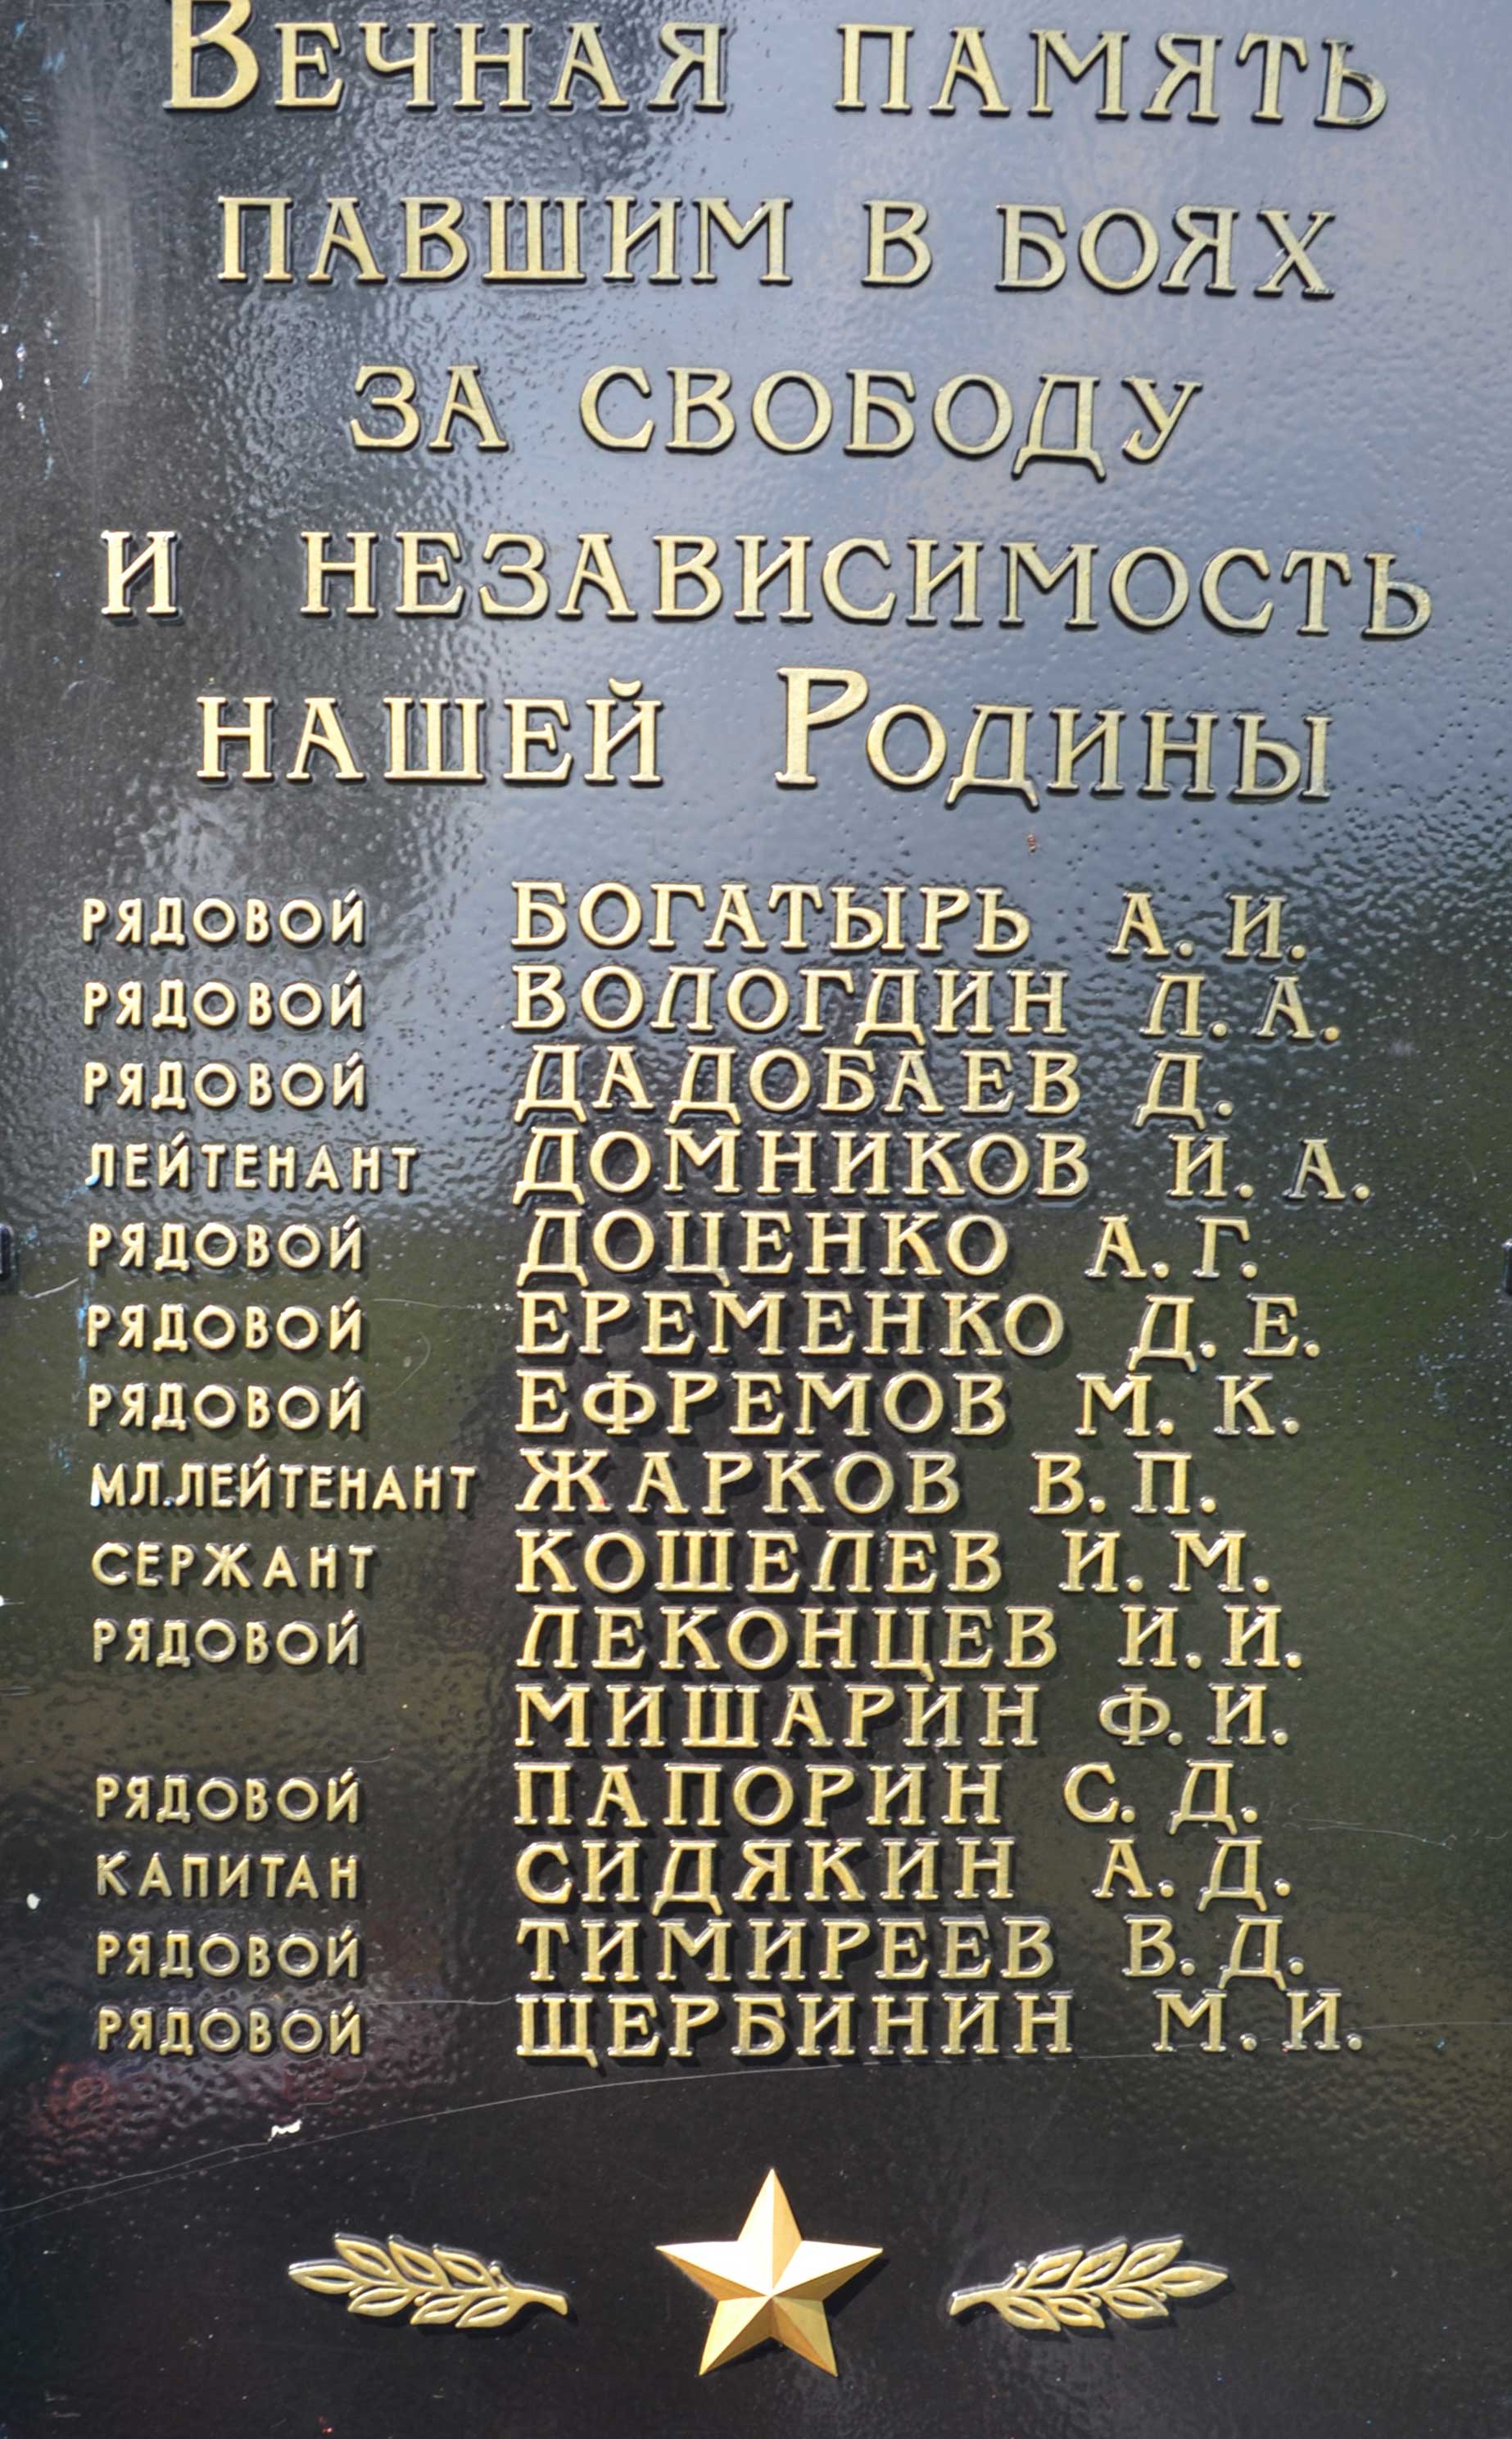 Вечная память
павшим в боях
за свободу
и независимость
нашей Родины
РЯДОВОЙ БОГАТЫРЬ А. И.
РЯДОВОЙ ВОЛОГДИН Л. А.
РЯДОВОЙ ДАДОБАЕВ Д.
ЛЕЙТЕНАНТ ДОМНИКОВ И. А.
РЯДОВОЙ ДОЦЕНКО А. Г.
РЯДОВОЙ ЕРЕМЕНКО Д. Е.
РЯДОВОЙ ЕФРЕМОВ М. К.
МЛ.ЛЕЙТЕНАНТ ЖАРКОВ В. П.
СЕРЖАНТ КОШЕЛЕВ И. М.
РЯДОВОЙ ЛЕКОНЦЕВ И. И.
МИШАРИН Ф. И.
РЯДОВОЙ ПАПОРИН С. Д.
КАПИТАН СИДЯКИН А. Д.
РЯДОВОЙ ТИМИРЕЕВ В. Д.
РЯДОВОЙ ЩЕРБИНИН М. И.